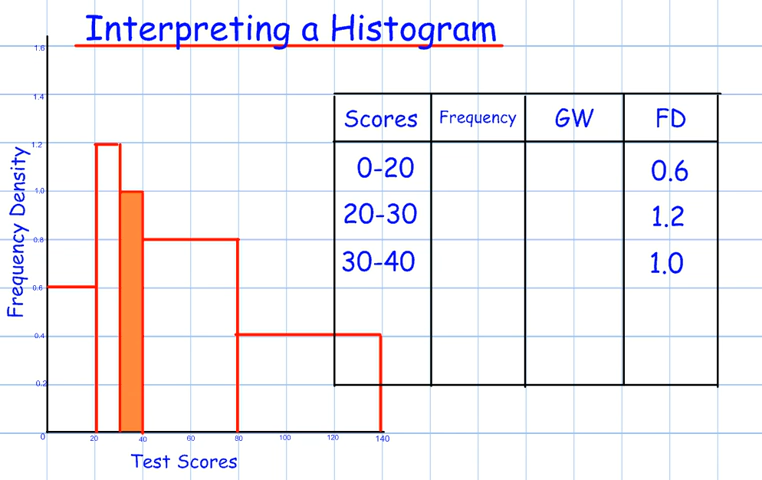 Interpreting a Histogram
1.6
1.4
1.2
1.0
0.8
0.6
0.4
0.2
0
Frequency Density
20 40 60 80 100 120 140
Test Scores
Scores Frequency GW FD
0-20 0.6
20-30 1.2
30-40 1.0